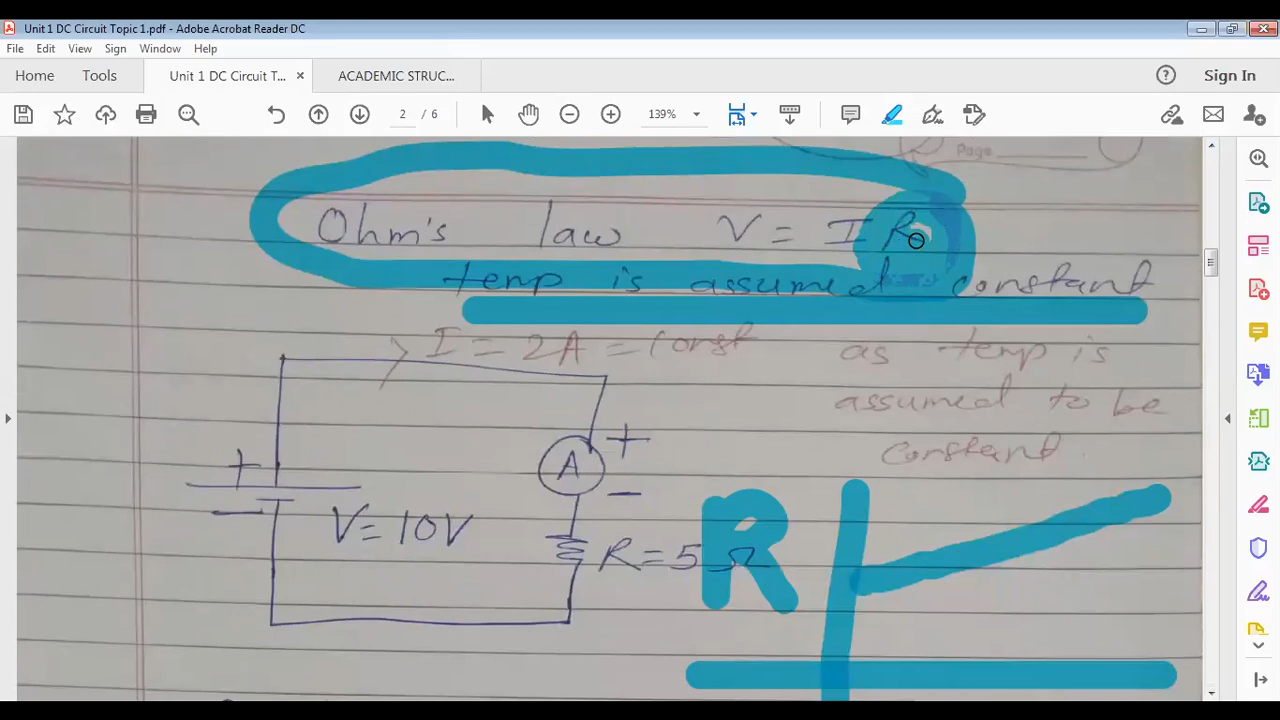 Unit 1 DC Circuit Topic 1.pdf - Adobe Acrobat Reader DC
File Edit View Sign Window Help
Home Tools Unit 1 DC Circuit T... × ACADEMIC STRUC... Sign In
2 / 6 139%
Page
Ohm's law V = IR
temp is assumed constant
I = 2A = Const as temp is
assumed to be
constant
+ A +
− −
V = 10V R = 5Ω
R